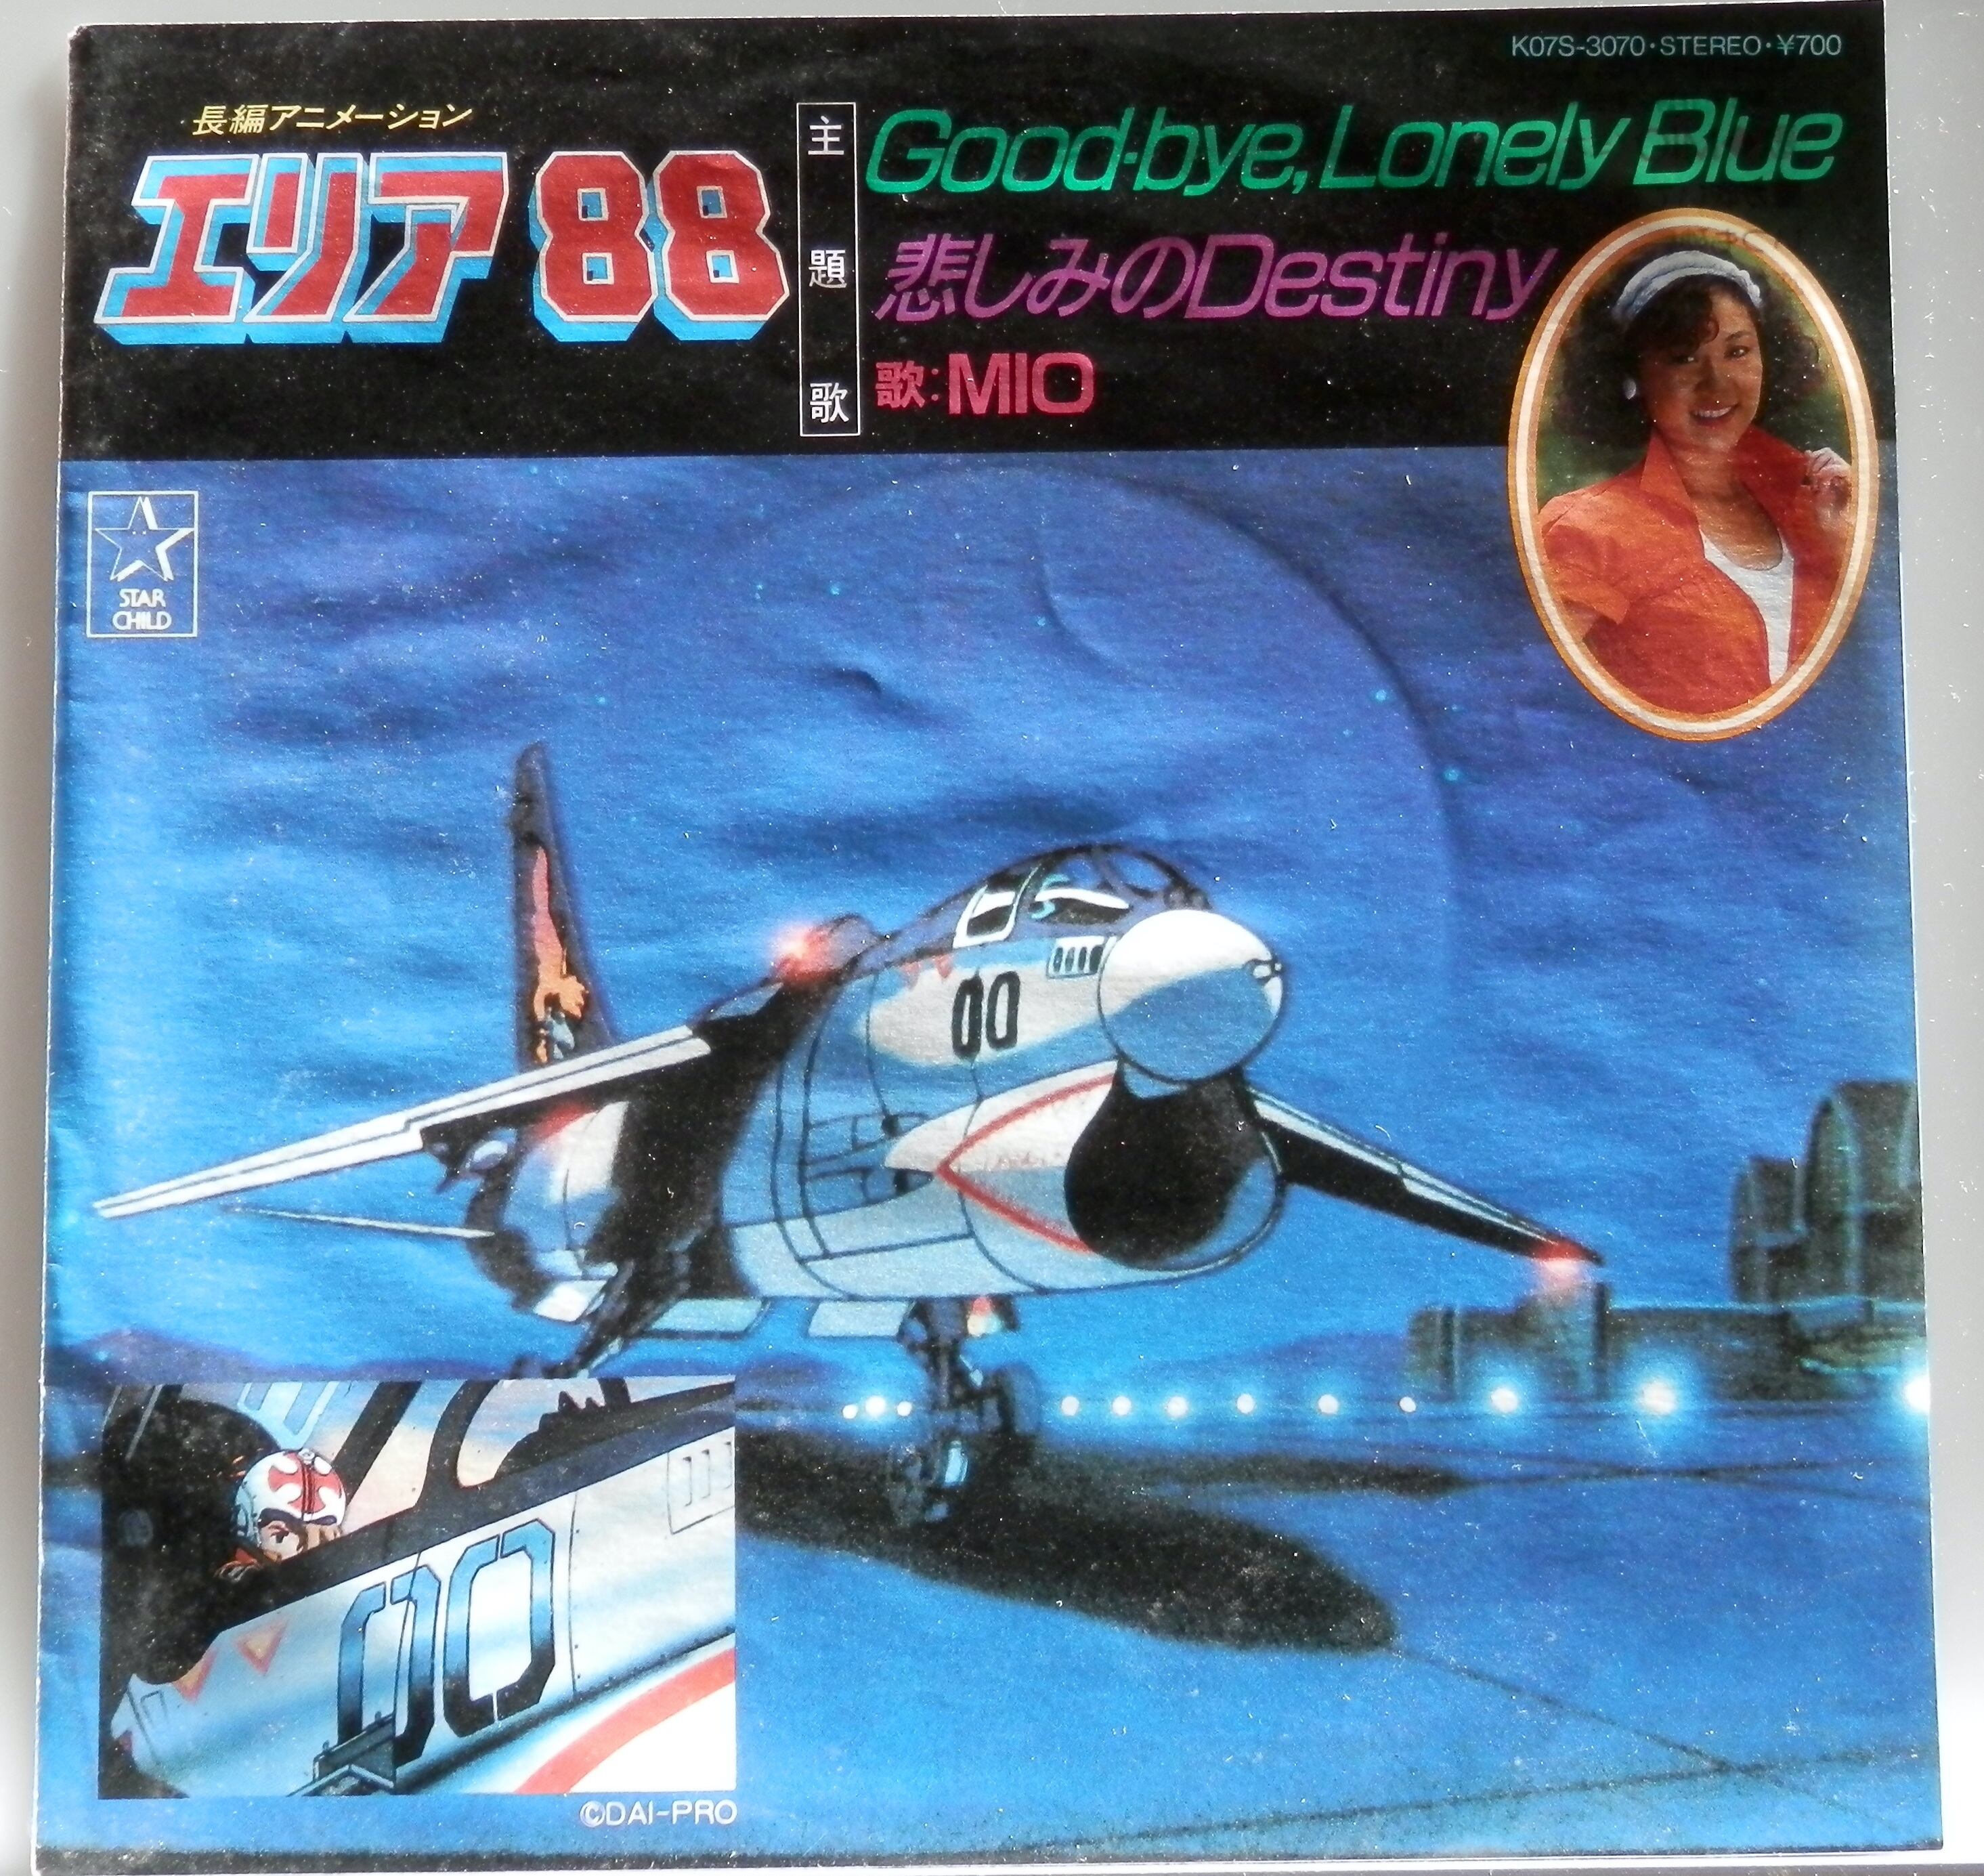 K07S-3070・STEREO・¥700
長編アニメーション
エリア88
主題歌
Good-bye, Lonely Blue
悲しみのDestiny
歌:MIO
STAR
CHILD
00
00
©DAI-PRO